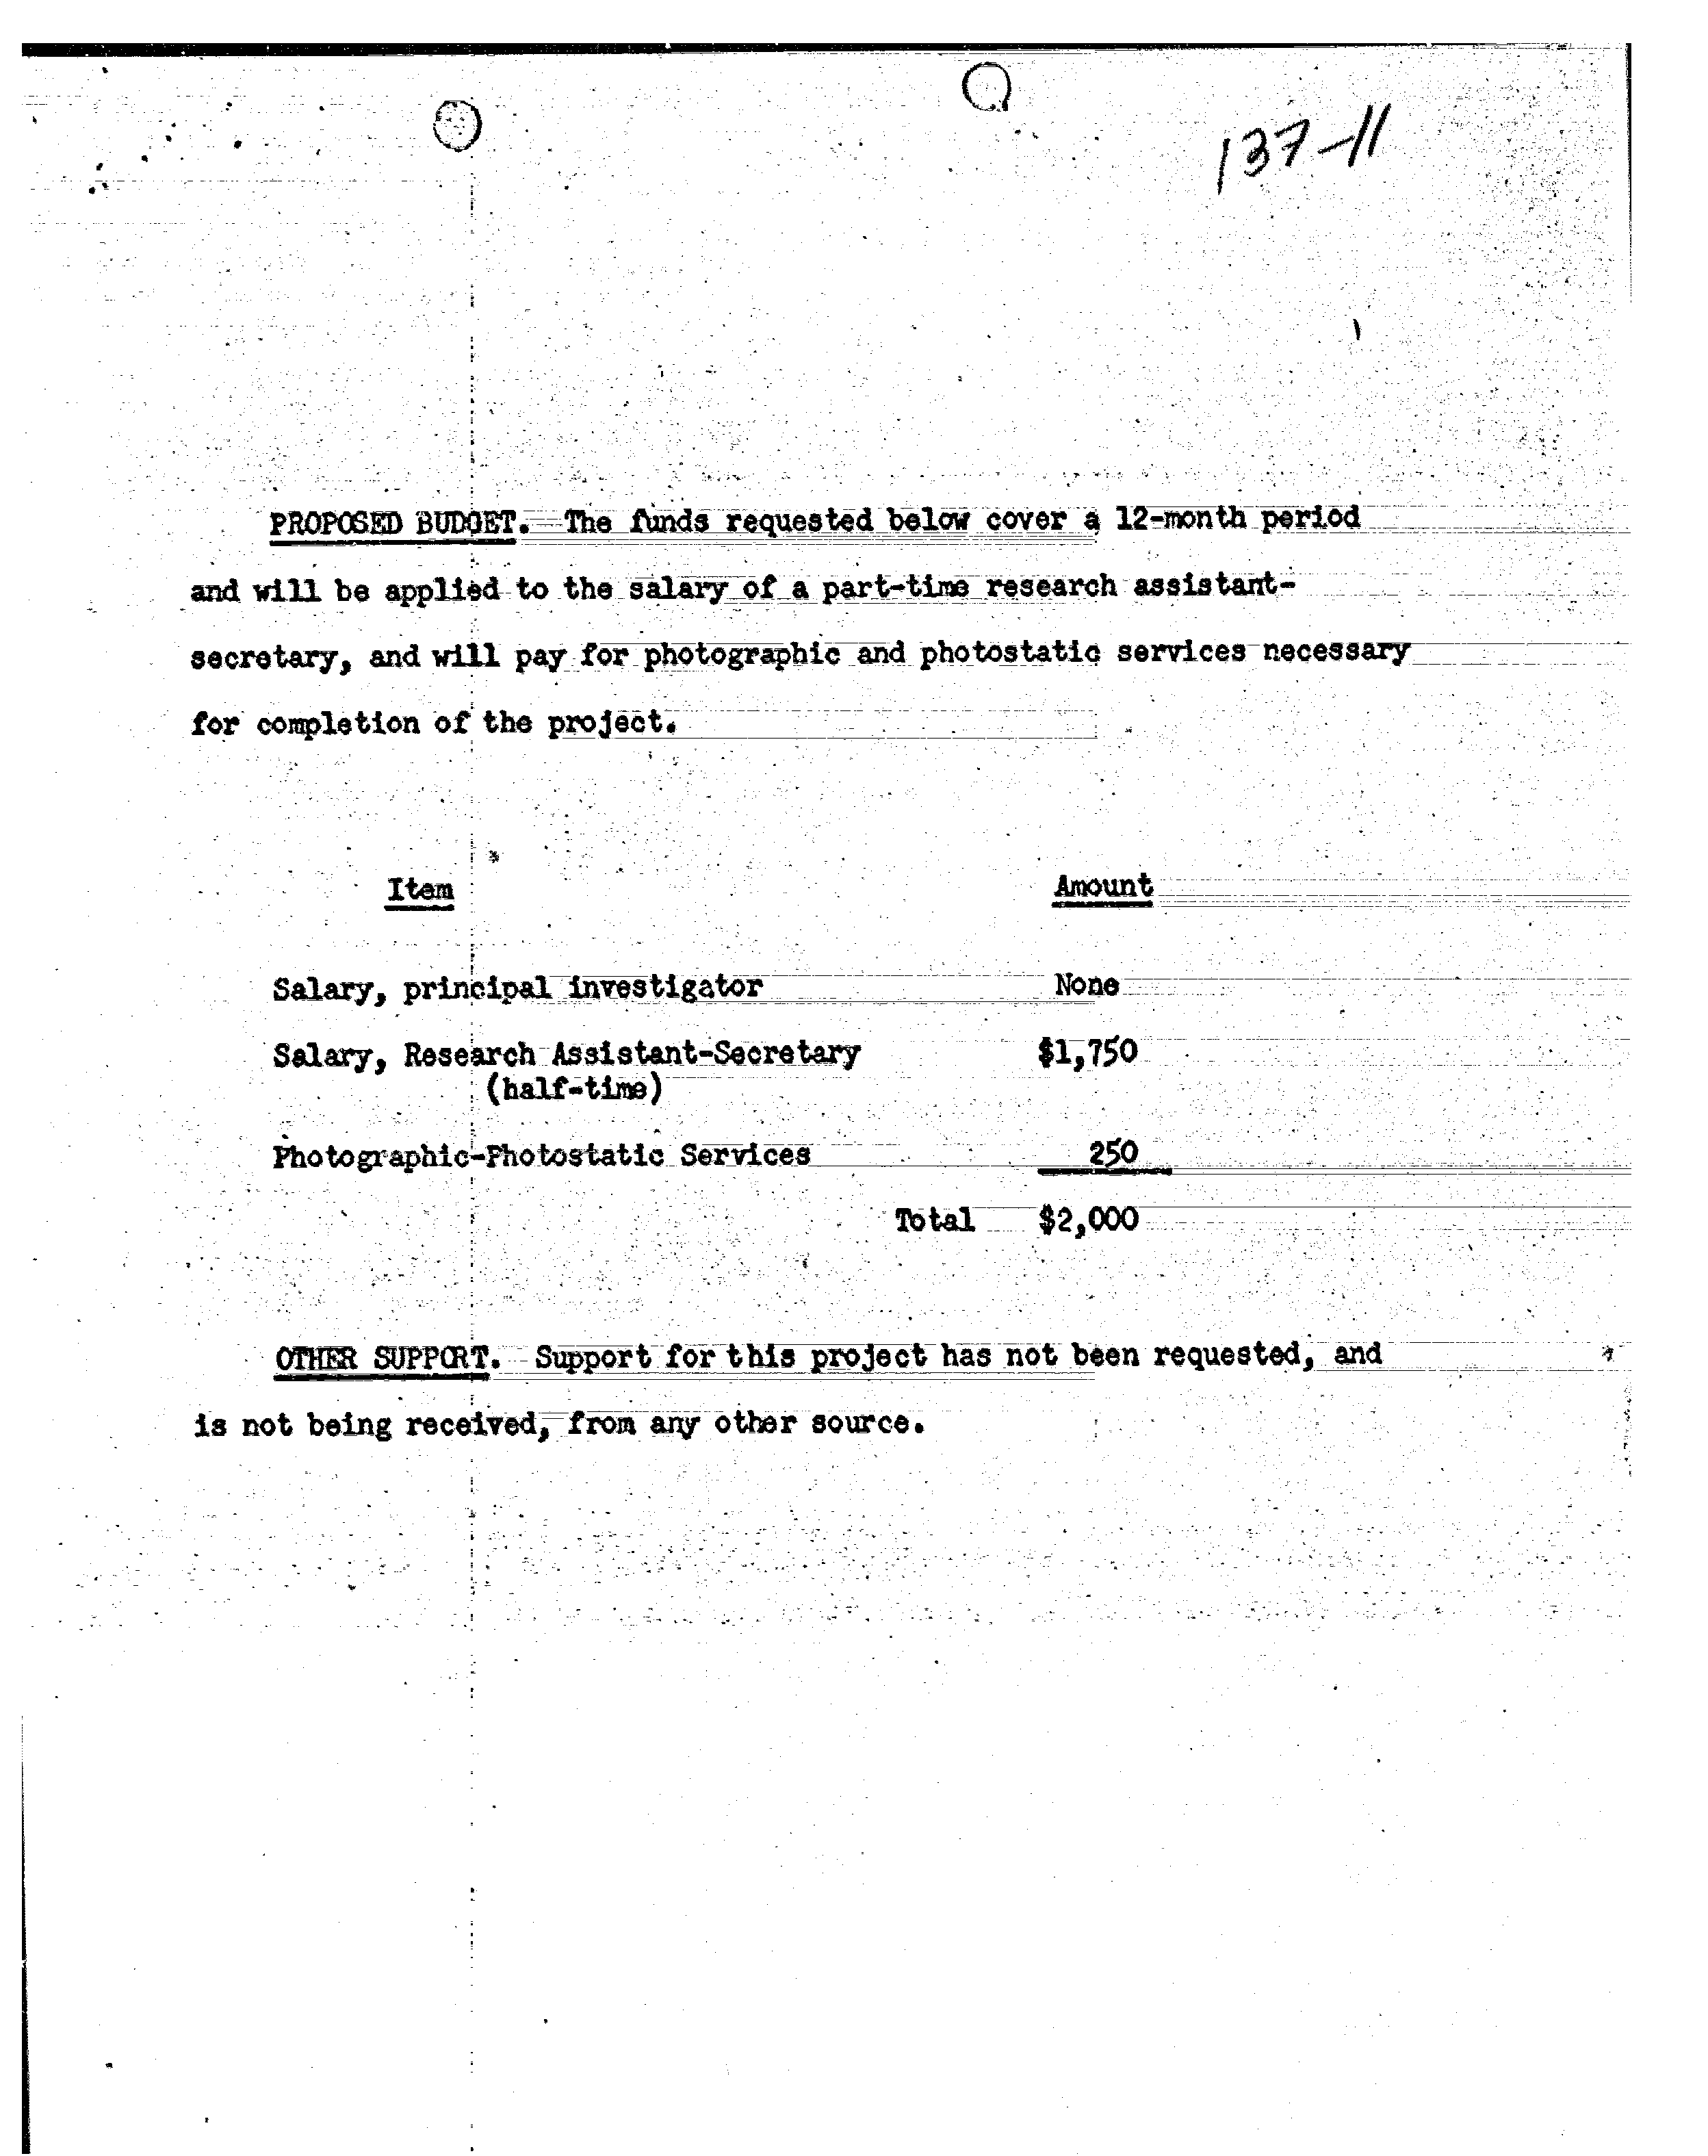 137-11
PROPOSED BUDGET. The funds requested below cover a 12-month period
and will be applied to the salary of a part-time research assistant-
secretary, and will pay for photographic and photostatic services necessary
for completion of the project.
Item Amount
Salary, principal investigator None
Salary, Research Assistant-Secretary $1,750
(half-time)
Photographic-Photostatic Services 250
Total $2,000
OTHER SUPPORT. Support for this project has not been requested, and
is not being received, from any other source.